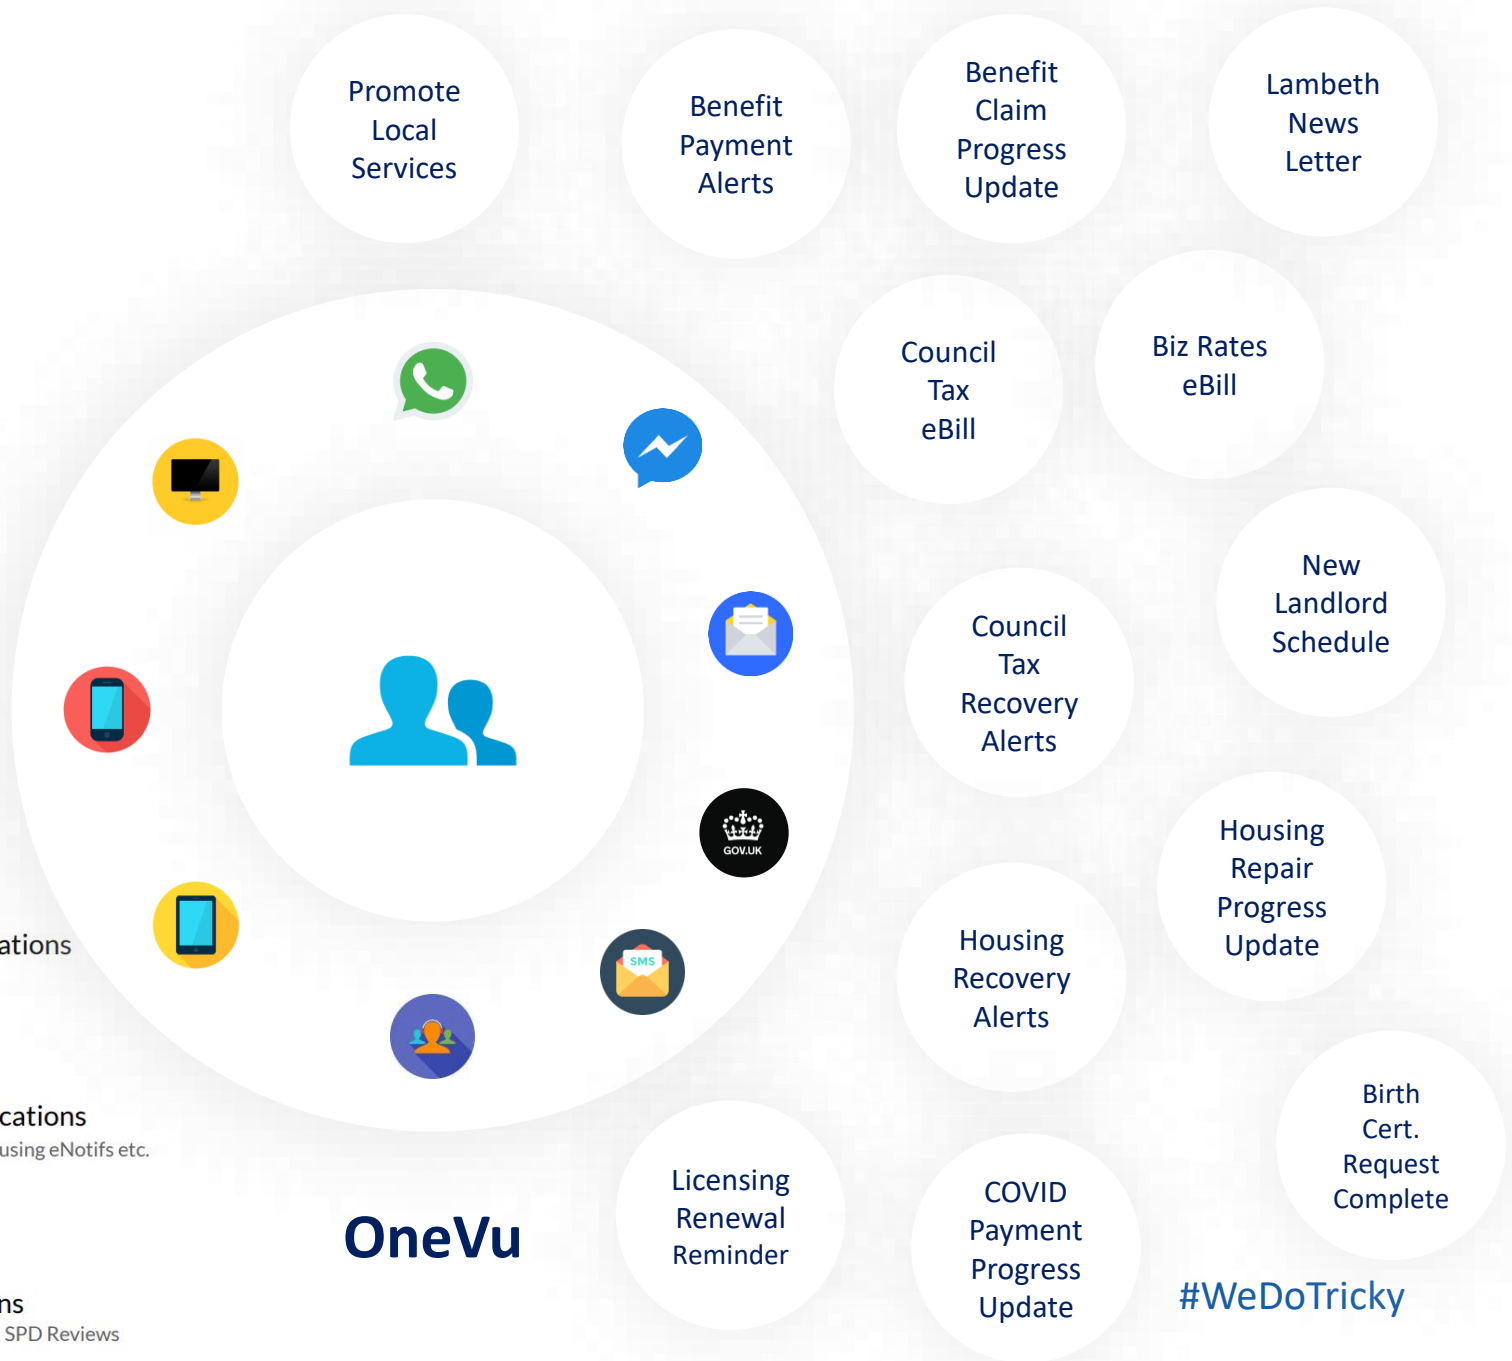 Promote
Local
Services
Benefit
Payment
Alerts
Benefit
Claim
Progress
Update
Lambeth
News
Letter
Council
Tax
eBill
Biz Rates
eBill
New
Landlord
Schedule
Council
Tax
Recovery
Alerts
GOV.UK
Housing
Repair
Progress
Update
Housing
Recovery
Alerts
SMS
ations
cations
using eNotifs etc.
Birth
Cert.
Request
Complete
Licensing
Renewal
Reminder
COVID
Payment
Progress
Update
OneVu
#WeDoTricky
ns
SPD Reviews